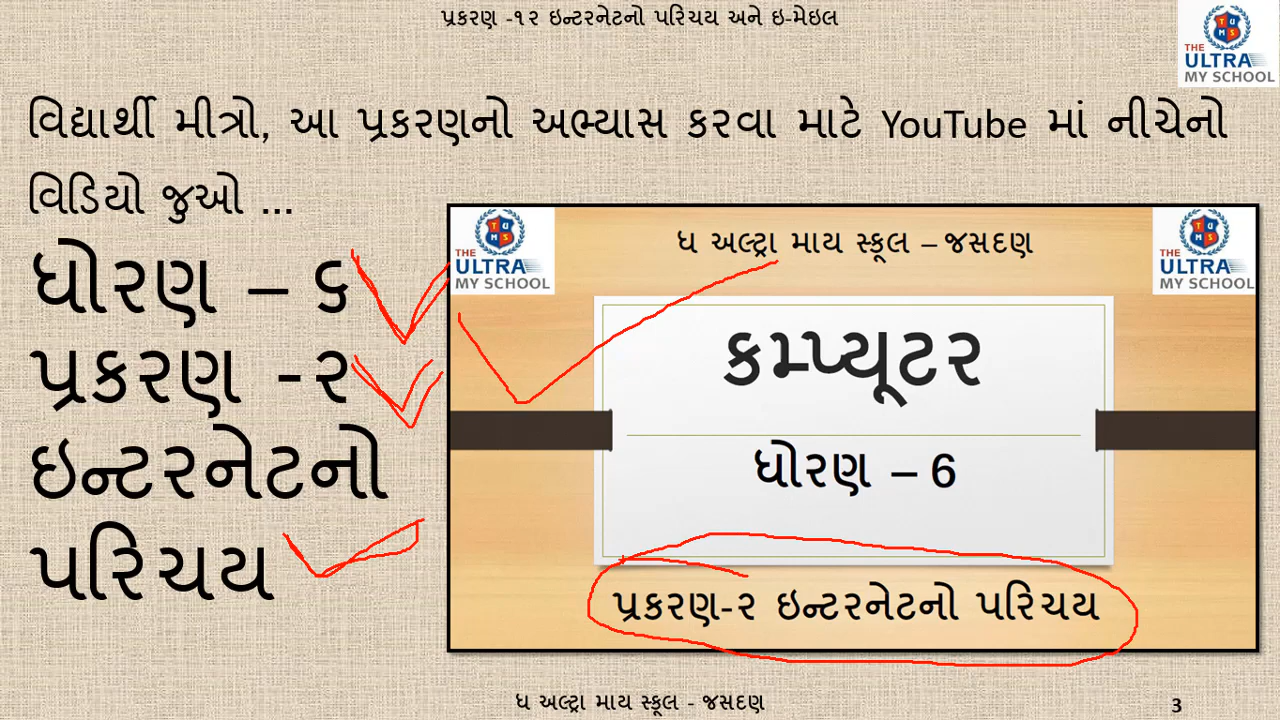 પ્રકરણ -૧૨ ઇન્ટરનેટનો પરિચય અને ઇ-મેઇલ
T U
M S
THE
ULTRA
MY SCHOOL
વિદ્યાર્થી મીત્રો, આ પ્રકરણનો અભ્યાસ કરવા માટે YouTube માં નીચેનો
વિડિયો જુઓ ...
ધોરણ – ૬
પ્રકરણ -૨
ઇન્ટરનેટનો
પરિચય
T U
M S
THE
ULTRA
MY SCHOOL
ધ અલ્ટ્રા માય સ્કૂલ – જસદણ
T U
M S
THE
ULTRA
MY SCHOOL
કમ્પ્યૂટર
ધોરણ – 6
પ્રકરણ-૨ ઇન્ટરનેટનો પરિચય
ધ અલ્ટ્રા માય સ્કૂલ - જસદણ
3